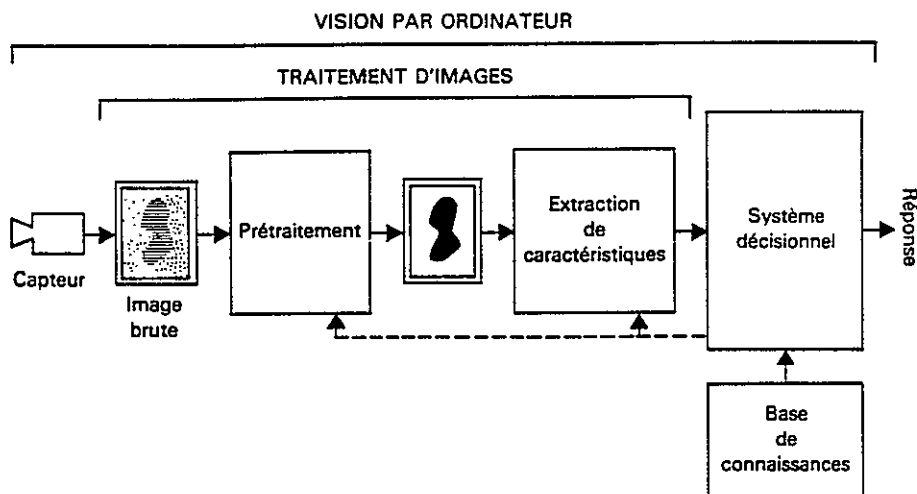 VISION PAR ORDINATEUR
TRAITEMENT D'IMAGES
Capteur
Image
brute
Prétraitement
Extraction
de
caractéristiques
Système
décisionnel
Réponse
Base
de
connaissances